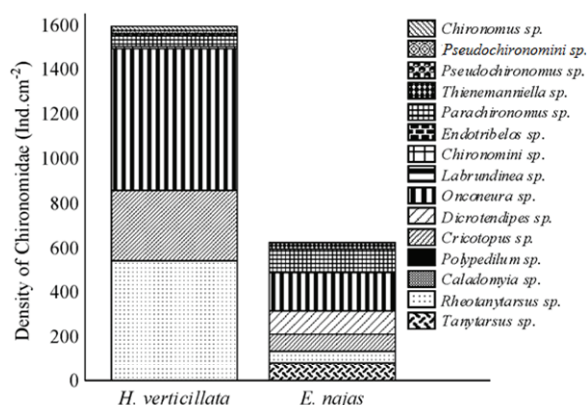 Density of Chironomidae (Ind.cm-2)
1600
1400
1200
1000
800
600
400
200
0
H. verticillata
E. naias
Chironomus sp.
Pseudochironomini sp.
Pseudochironomus sp.
Thienemanniella sp.
Parachironomus sp.
Endotribelos sp.
Chironomini sp.
Labrundinea sp.
Onconeura sp.
Dicrotendipes sp.
Cricotopus sp.
Polypedilum sp.
Caladomyia sp.
Rheotanytarsus sp.
Tanytarsus sp.